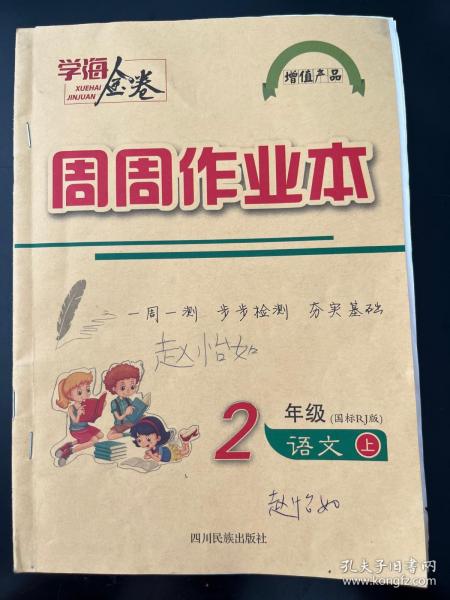 学海
金卷
XUEHAI
JINJUAN
增值产品
周周作业本
一周一测 步步检测 夯实基础
赵怡如
2年级(国标RJ版)
语文 上
赵怡如
四川民族出版社
孔夫子旧书网
kongfz.com